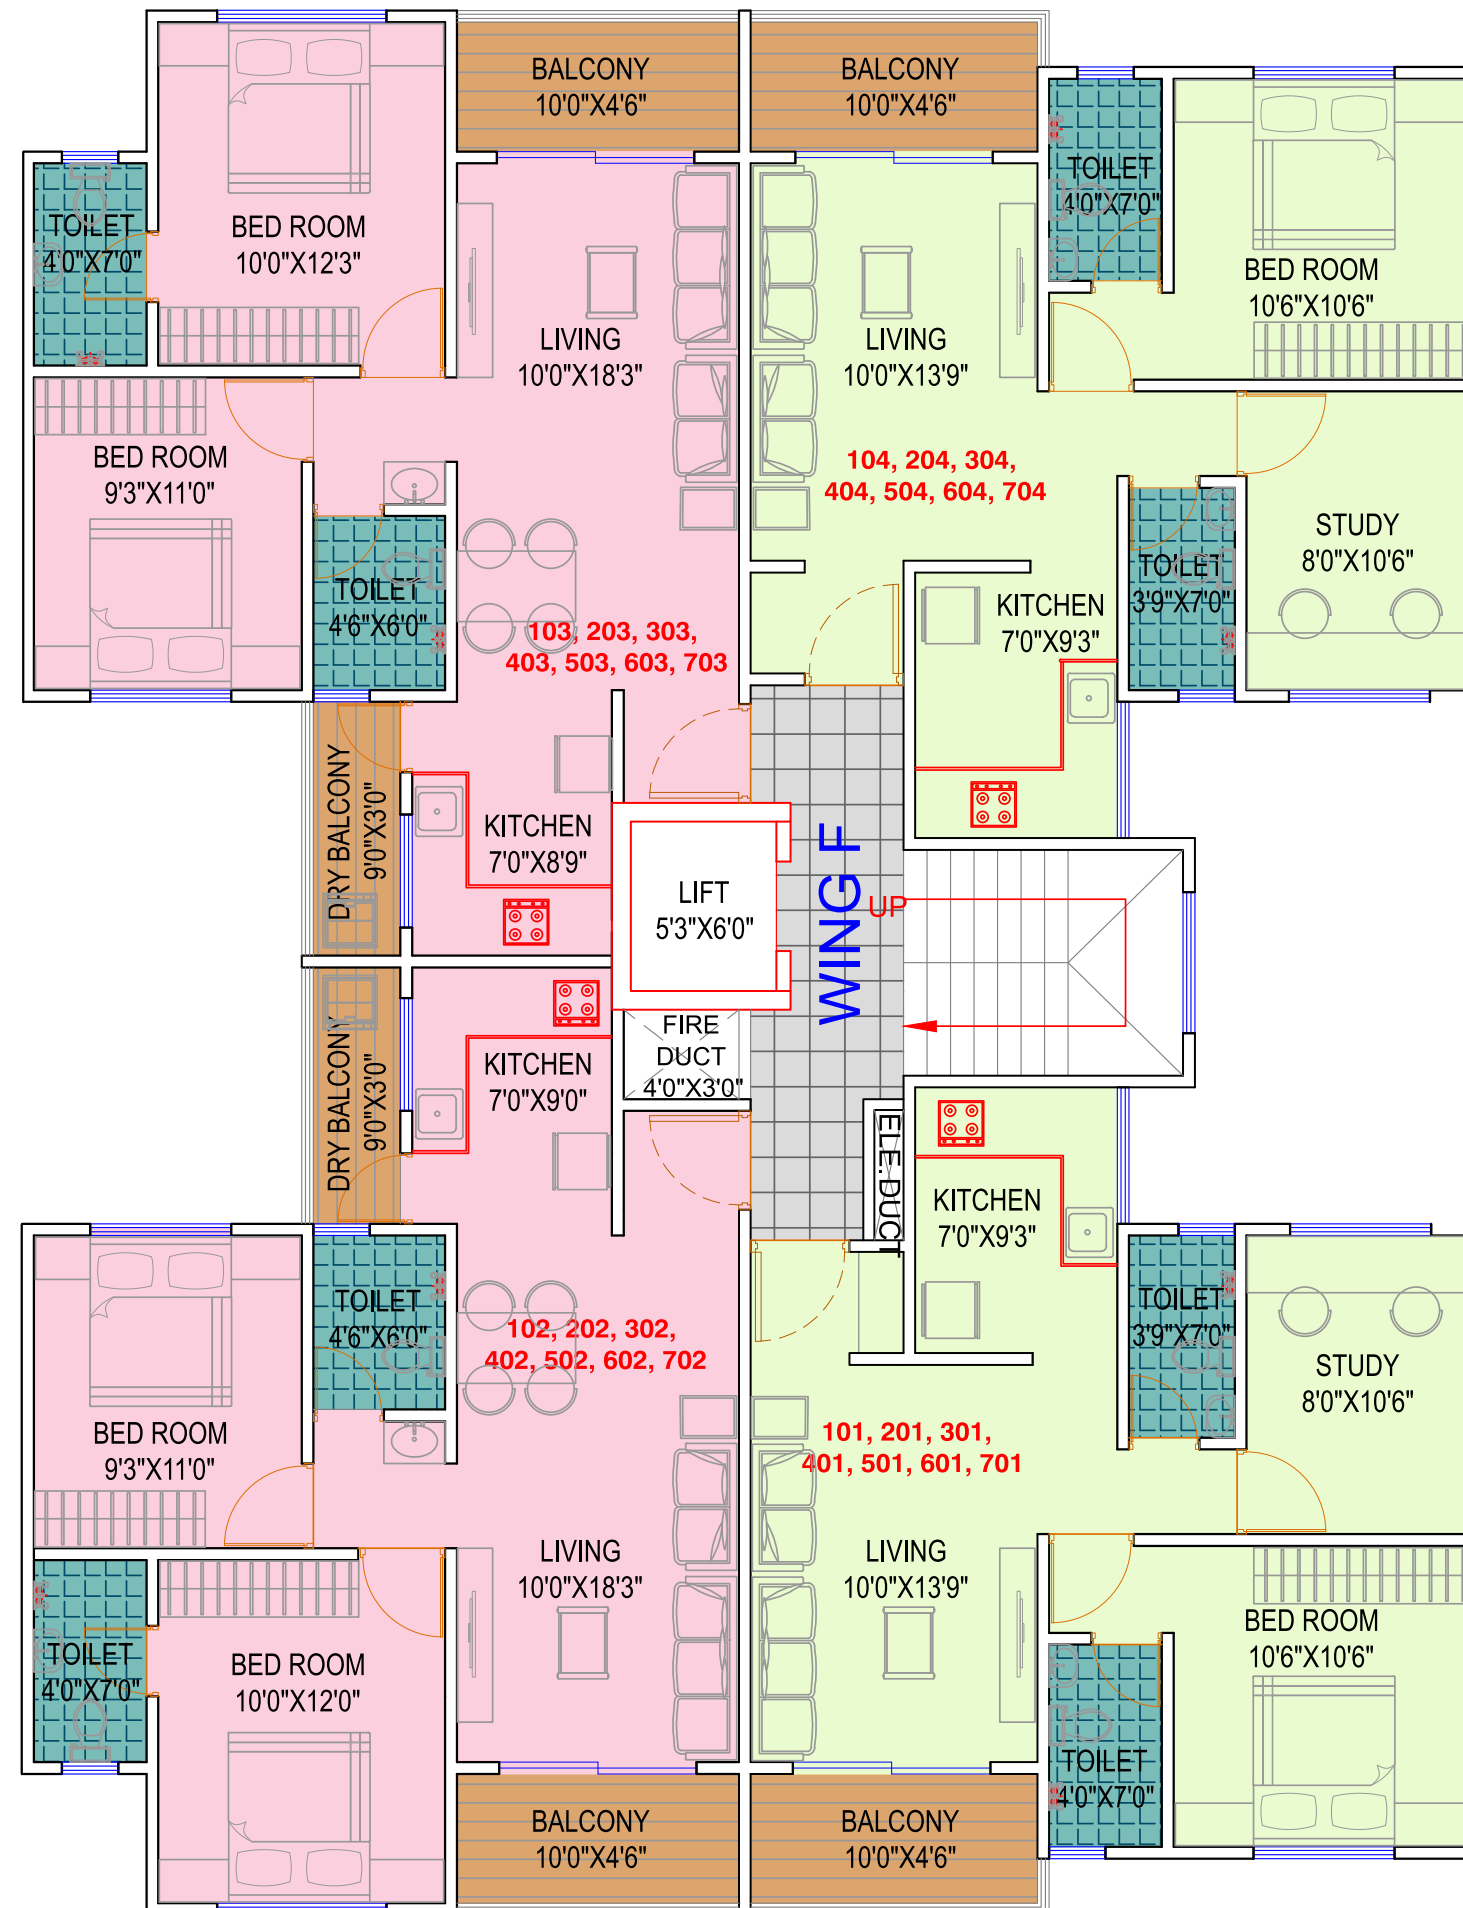 BALCONY
10'0"X4'6"
BALCONY
10'0"X4'6"
TOILET
4'0"X7'0"
BED ROOM
10'0"X12'3"
TOILET
4'0"X7'0"
BED ROOM
10'6"X10'6"
LIVING
10'0"X18'3"
LIVING
10'0"X13'9"
BED ROOM
9'3"X11'0"
104, 204, 304,
404, 504, 604, 704
STUDY
8'0"X10'6"
TOILET
4'6"X6'0"
TOILET
3'9"X7'0"
KITCHEN
7'0"X9'3"
103, 203, 303,
403, 503, 603, 703
DRY BALCONY
9'0"X3'0"
KITCHEN
7'0"X8'9"
LIFT
5'3"X6'0"
WING F
UP
FIRE
DUCT
4'0"X3'0"
DRY BALCONY
9'0"X3'0"
KITCHEN
7'0"X9'0"
ELE.DUCT
KITCHEN
7'0"X9'3"
TOILET
4'6"X6'0"
102, 202, 302,
402, 502, 602, 702
TOILET
3'9"X7'0"
STUDY
8'0"X10'6"
BED ROOM
9'3"X11'0"
101, 201, 301,
401, 501, 601, 701
LIVING
10'0"X18'3"
LIVING
10'0"X13'9"
TOILET
4'0"X7'0"
BED ROOM
10'0"X12'0"
BED ROOM
10'6"X10'6"
TOILET
4'0"X7'0"
BALCONY
10'0"X4'6"
BALCONY
10'0"X4'6"